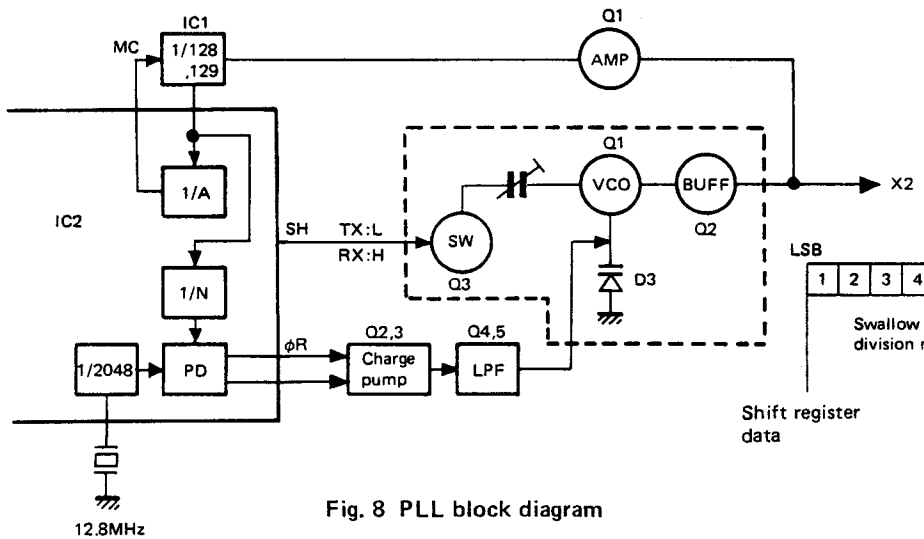 IC1
Q1
MC
1/128
,129
AMP
1/A
IC2
SH
TX:L
RX:H
Q1
VCO
BUFF
X2
SW
Q2
Q3
D3
LSB
1 2 3 4
Swallow
division
1/N
φR
Q2,3
Q4,5
1/2048
PD
Charge
pump
LPF
Shift register
data
12.8MHz
Fig. 8 PLL block diagram